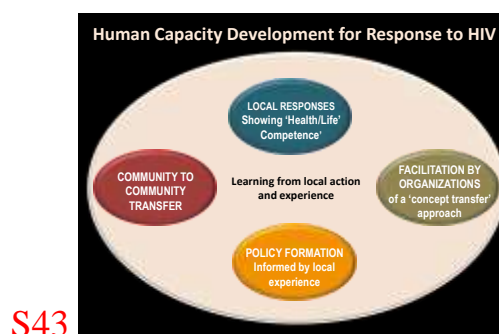 Human Capacity Development for Response to HIV
LOCAL RESPONSES
Showing ‘Health/Life’
Competence’
COMMUNITY TO
COMMUNITY
TRANSFER
Learning from local action
and experience
FACILITATION BY
ORGANIZATIONS
of a ‘concept transfer’
approach
POLICY FORMATION
Informed by local
experience
S43